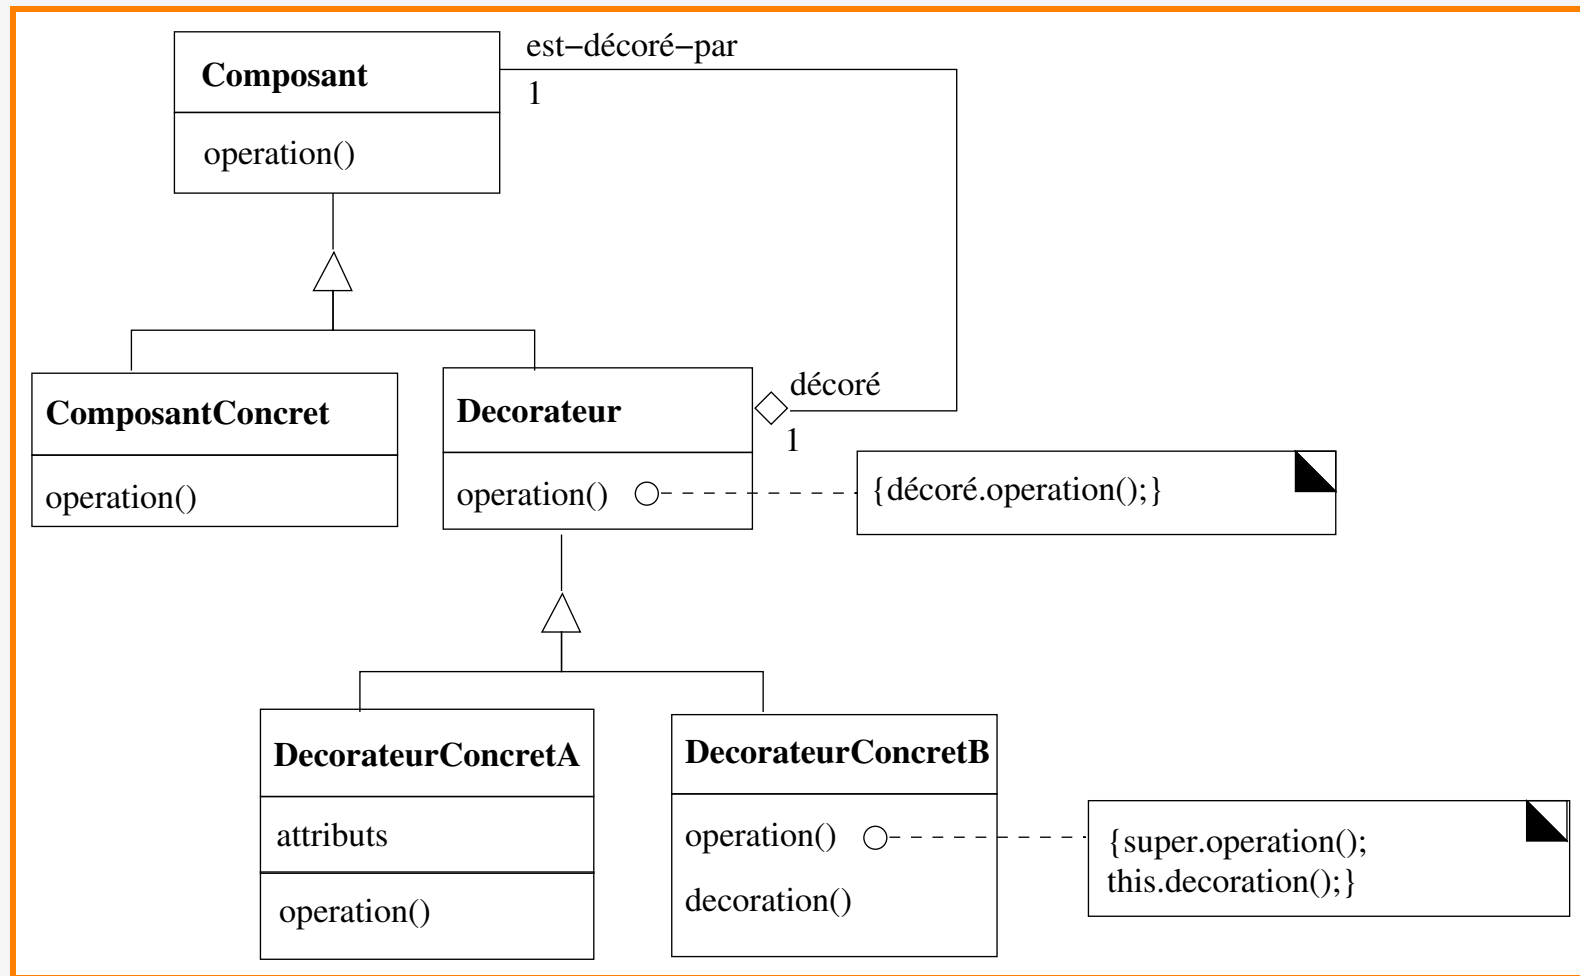 est–décoré–par
Composant
1
operation()
décoré
ComposantConcret
Decorateur
1
operation()
operation()
{décoré.operation();}
DecorateurConcretA
DecorateurConcretB
attributs
operation()
{super.operation();
this.decoration();}
decoration()
operation()